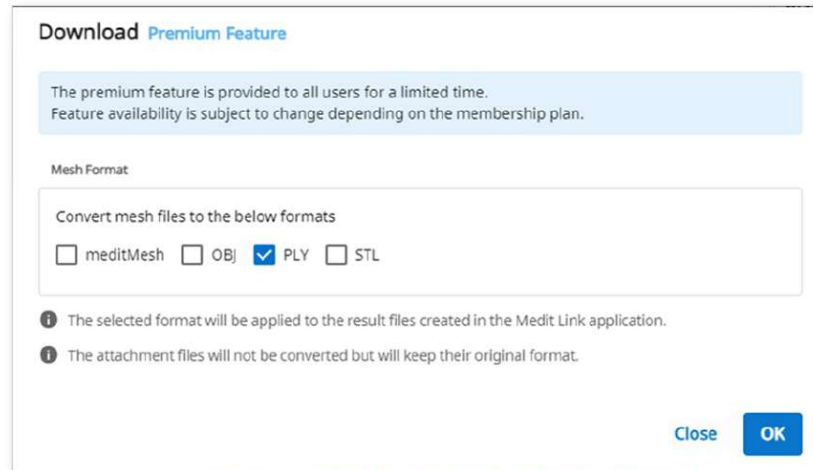 Download Premium Feature
The premium feature is provided to all users for a limited time.
Feature availability is subject to change depending on the membership plan.
Mesh Format
Convert mesh files to the below formats
meditMesh OBJ PLY STL
The selected format will be applied to the result files created in the Medit Link application.
The attachment files will not be converted but will keep their original format.
Close OK